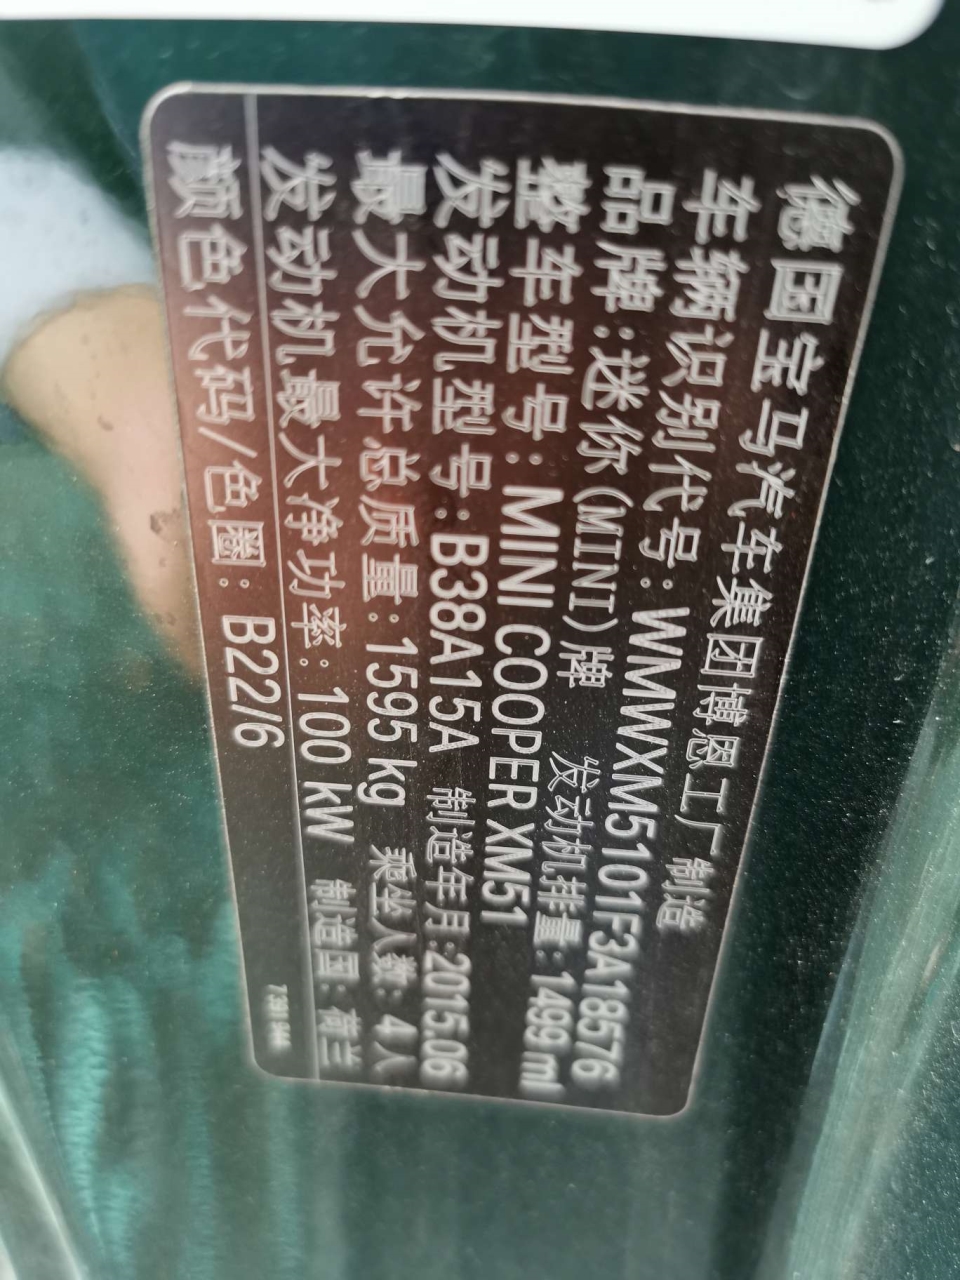 德国宝马汽车集团博恩工厂 制造
车辆识别代号:WMWXM5101F3A18576
品牌:迷你(MINI)牌 发动机排量:1499 ml
整车型号:MINI COOPER XM51
发动机型号:B38A15A 制造年月:2015.06
最大允许总质量:1595 kg 乘坐人数:4人
发动机最大净功率:100 kW 制造国:荷兰
颜色代码/色圈:B22/6